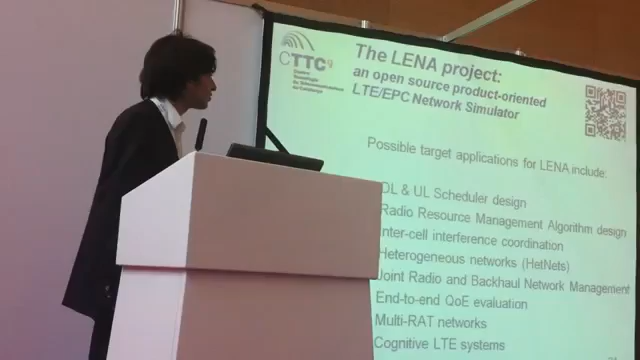 CTTC
The LENA project:
an open source product-oriented
LTE/EPC Network Simulator
Possible target applications for LENA include:
DL & UL Scheduler design
Radio Resource Management Algorithm design
Inter-cell interference coordination
Heterogeneous networks (HetNets)
Joint Radio and Backhaul Network Management
End-to-end QoE evaluation
Multi-RAT networks
Cognitive LTE systems